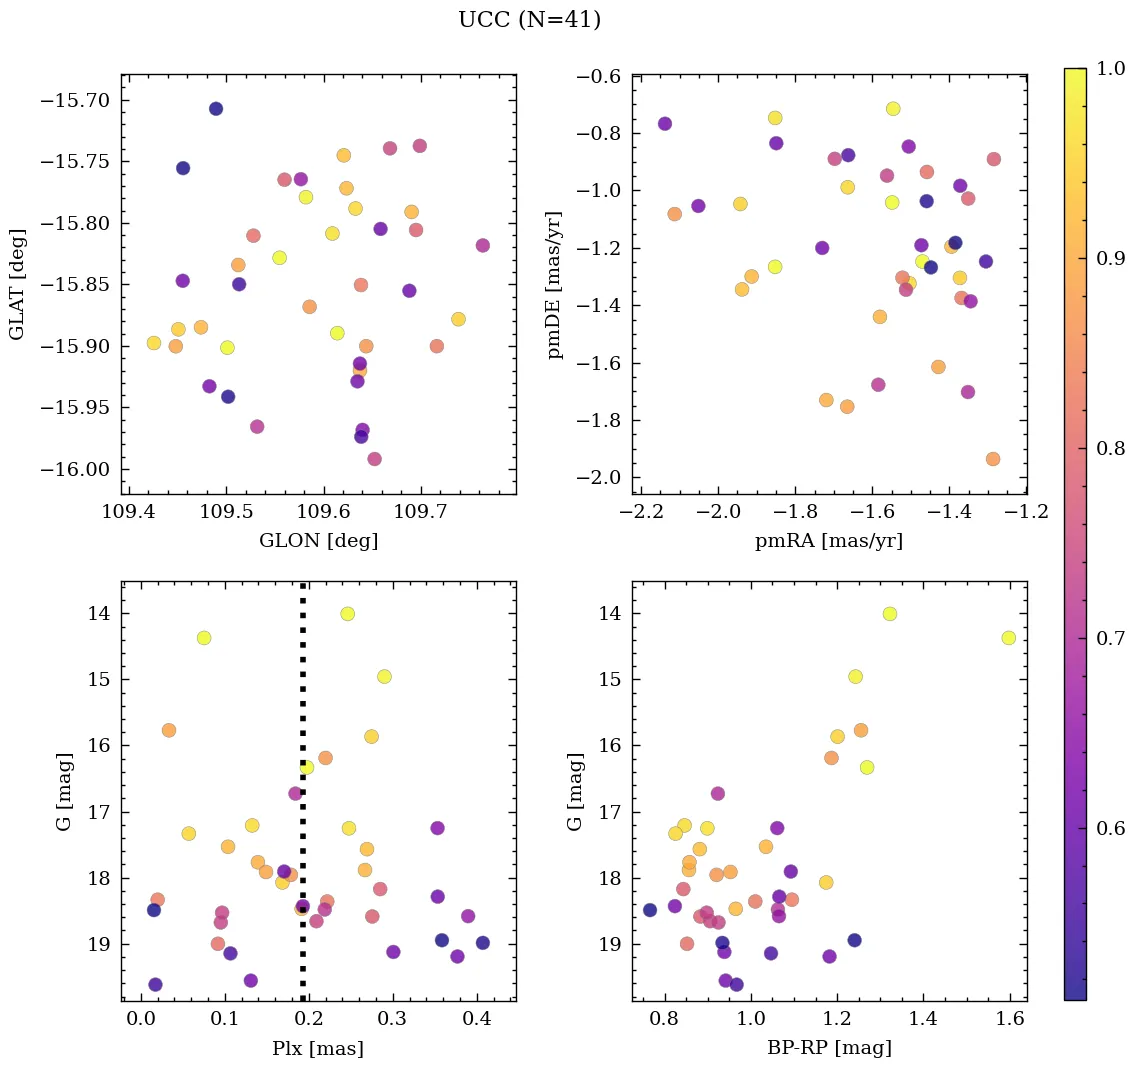 UCC (N=41)
−15.70
−15.75
−15.80
−15.85
−15.90
−15.95
−16.00
GLAT [deg]
109.4 109.5 109.6 109.7
GLON [deg]
−0.6
−0.8
−1.0
−1.2
−1.4
−1.6
−1.8
−2.0
pmDE [mas/yr]
−2.2 −2.0 −1.8 −1.6 −1.4 −1.2
pmRA [mas/yr]
1.0
0.9
0.8
0.7
0.6
14
15
16
17
18
19
G [mag]
0.0 0.1 0.2 0.3 0.4
Plx [mas]
14
15
16
17
18
19
G [mag]
0.8 1.0 1.2 1.4 1.6
BP-RP [mag]